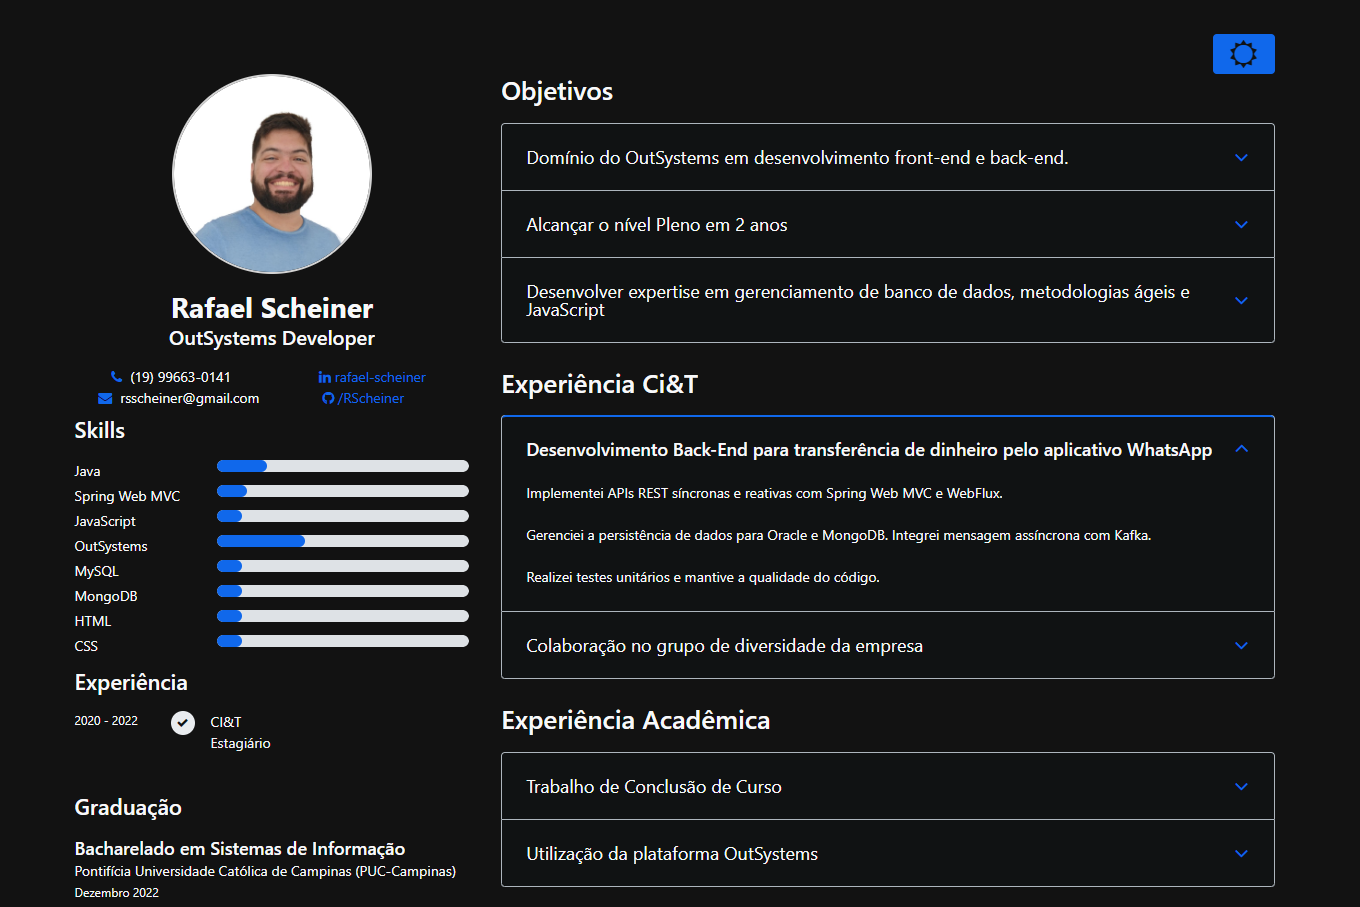 Rafael Scheiner
OutSystems Developer
(19) 99663-0141
rafael-scheiner
rsscheiner@gmail.com
/RScheiner
Skills
Java
Spring Web MVC
JavaScript
OutSystems
MySQL
MongoDB
HTML
CSS
Experiência
2020 - 2022
CI&T
Estagiário
Graduação
Bacharelado em Sistemas de Informação
Pontifícia Universidade Católica de Campinas (PUC-Campinas)
Dezembro 2022
Objetivos
Domínio do OutSystems em desenvolvimento front-end e back-end.
Alcançar o nível Pleno em 2 anos
Desenvolver expertise em gerenciamento de banco de dados, metodologias ágeis e
JavaScript
Experiência Ci&T
Desenvolvimento Back-End para transferência de dinheiro pelo aplicativo WhatsApp
Implementei APIs REST síncronas e reativas com Spring Web MVC e WebFlux.
Gerenciei a persistência de dados para Oracle e MongoDB. Integrei mensagem assíncrona com Kafka.
Realizei testes unitários e mantive a qualidade do código.
Colaboração no grupo de diversidade da empresa
Experiência Acadêmica
Trabalho de Conclusão de Curso
Utilização da plataforma OutSystems